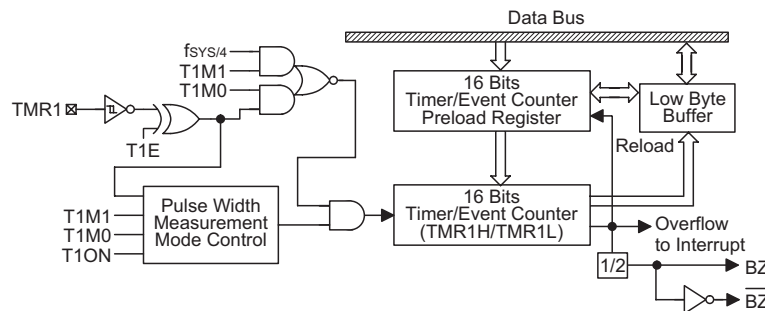 Data Bus
fSYS/4
T1M1
T1M0
TMR1
T1E
16 Bits
Timer/Event Counter
Preload Register
Low Byte
Buffer
Reload
T1M1
T1M0
T1ON
Pulse Width
Measurement
Mode Control
16 Bits
Timer/Event Counter
(TMR1H/TMR1L)
Overflow
to Interrupt
1/2
BZ
BZ